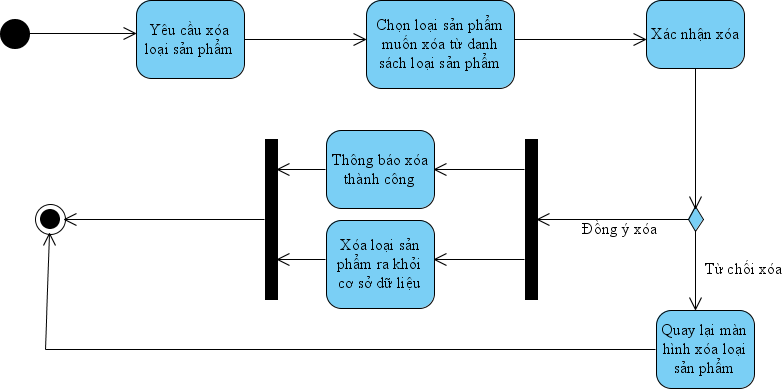 Yêu cầu xóa
loại sản phẩm
Chọn loại sản phẩm
muốn xóa từ danh
sách loại sản phẩm
Xác nhận xóa
Thông báo xóa
thành công
Xóa loại sản
phẩm ra khỏi
cơ sở dữ liệu
Đồng ý xóa
Từ chối xóa
Quay lại màn
hình xóa loại
sản phẩm